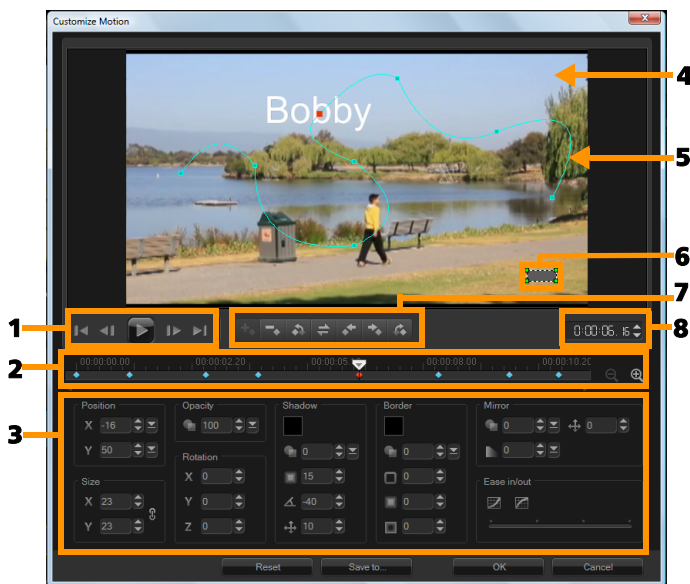 Customize Motion
4
Bobby
5
6
7
1
0:00:06.16
8
00:00:00.00 00:00:02.20 00:00:05. 00:00:08.00 00:00:10.20
2
Position Opacity Shadow Border Mirror
X -16 100 0 0
Y 50 0 0 0
Rotation
3
Size X 0 15 0 Ease in/out
X 23 Y 0 -40 0
Y 23 Z 0 10 0
Reset Save to... OK Cancel